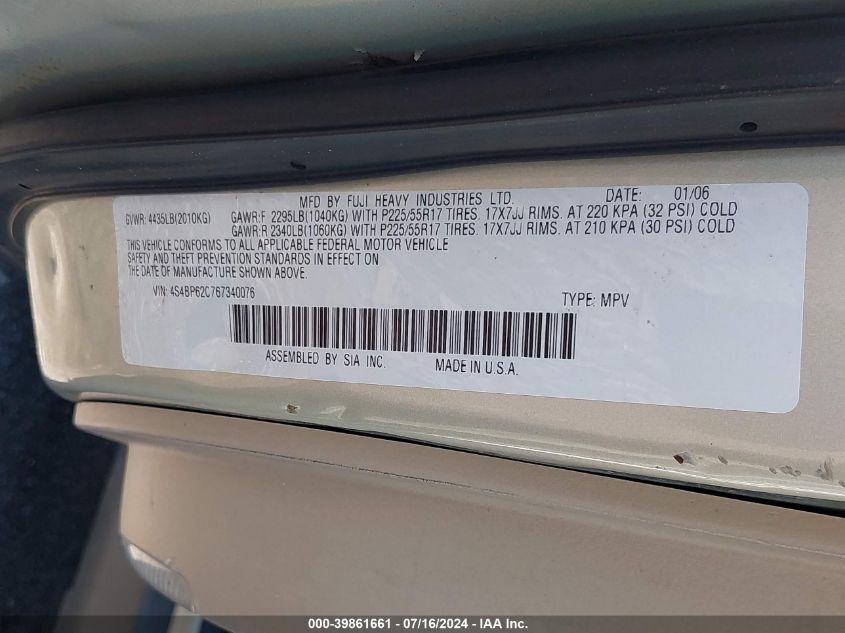 MFD BY FUJI HEAVY INDUSTRIES LTD. DATE: 01/06
GVWR: 4435LB(2010KG) GAWR:F 2295LB(1040KG) WITH P225/55R17 TIRES. 17X7JJ RIMS. AT 220 KPA (32 PSI) COLD
GAWR:R 2340LB(1060KG) WITH P225/55R17 TIRES. 17X7JJ RIMS. AT 210 KPA (30 PSI) COLD
THIS VEHICLE CONFORMS TO ALL APPLICABLE FEDERAL MOTOR VEHICLE
SAFETY AND THEFT PREVENTION STANDARDS IN EFFECT ON
THE DATE OF MANUFACTURE SHOWN ABOVE.
VIN: 4S4BP62C767340076 TYPE: MPV
ASSEMBLED BY SIA INC. MADE IN U.S.A.
000-39861661 - 07/16/2024 - IAA Inc.